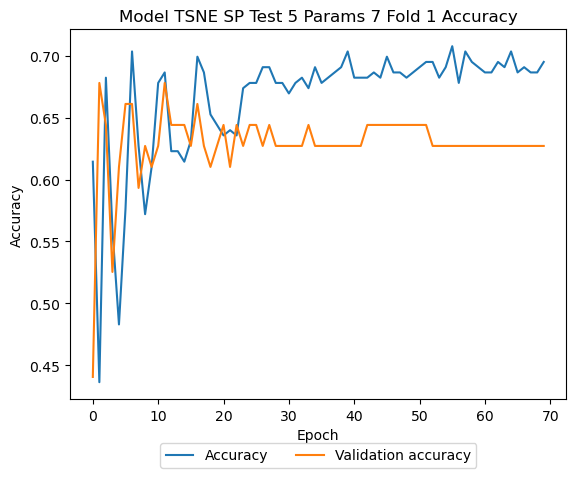 Model TSNE SP Test 5 Params 7 Fold 1 Accuracy
Accuracy
0.70
0.65
0.60
0.55
0.50
0.45
0 10 20 30 40 50 60 70
Epoch
Accuracy Validation accuracy